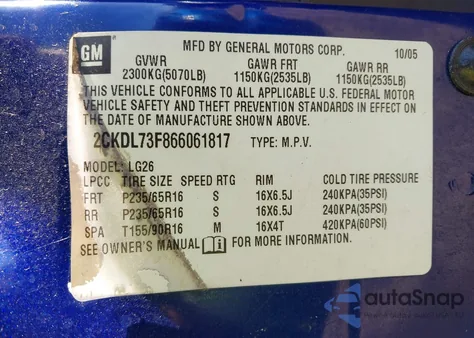 GM
MFD BY GENERAL MOTORS CORP. 10/05
GVWR GAWR FRT GAWR RR
2300KG(5070LB) 1150KG(2535LB) 1150KG(2535LB)
THIS VEHICLE CONFORMS TO ALL APPLICABLE U.S. FEDERAL MOTOR
VEHICLE SAFETY AND THEFT PREVENTION STANDARDS IN EFFECT ON
THE DATE OF MANUFACTURE SHOWN ABOVE.
2CKDL73F866061817 TYPE: M.P.V.
MODEL: LG26
LPCC TIRE SIZE SPEED RTG RIM COLD TIRE PRESSURE
FRT P235/65R16 S 16X6.5J 240KPA(35PSI)
RR P235/65R16 S 16X6.5J 240KPA(35PSI)
SPA T155/90R16 M 16X4T 420KPA(60PSI)
SEE OWNER'S MANUAL i FOR MORE INFORMATION.
autoSnap